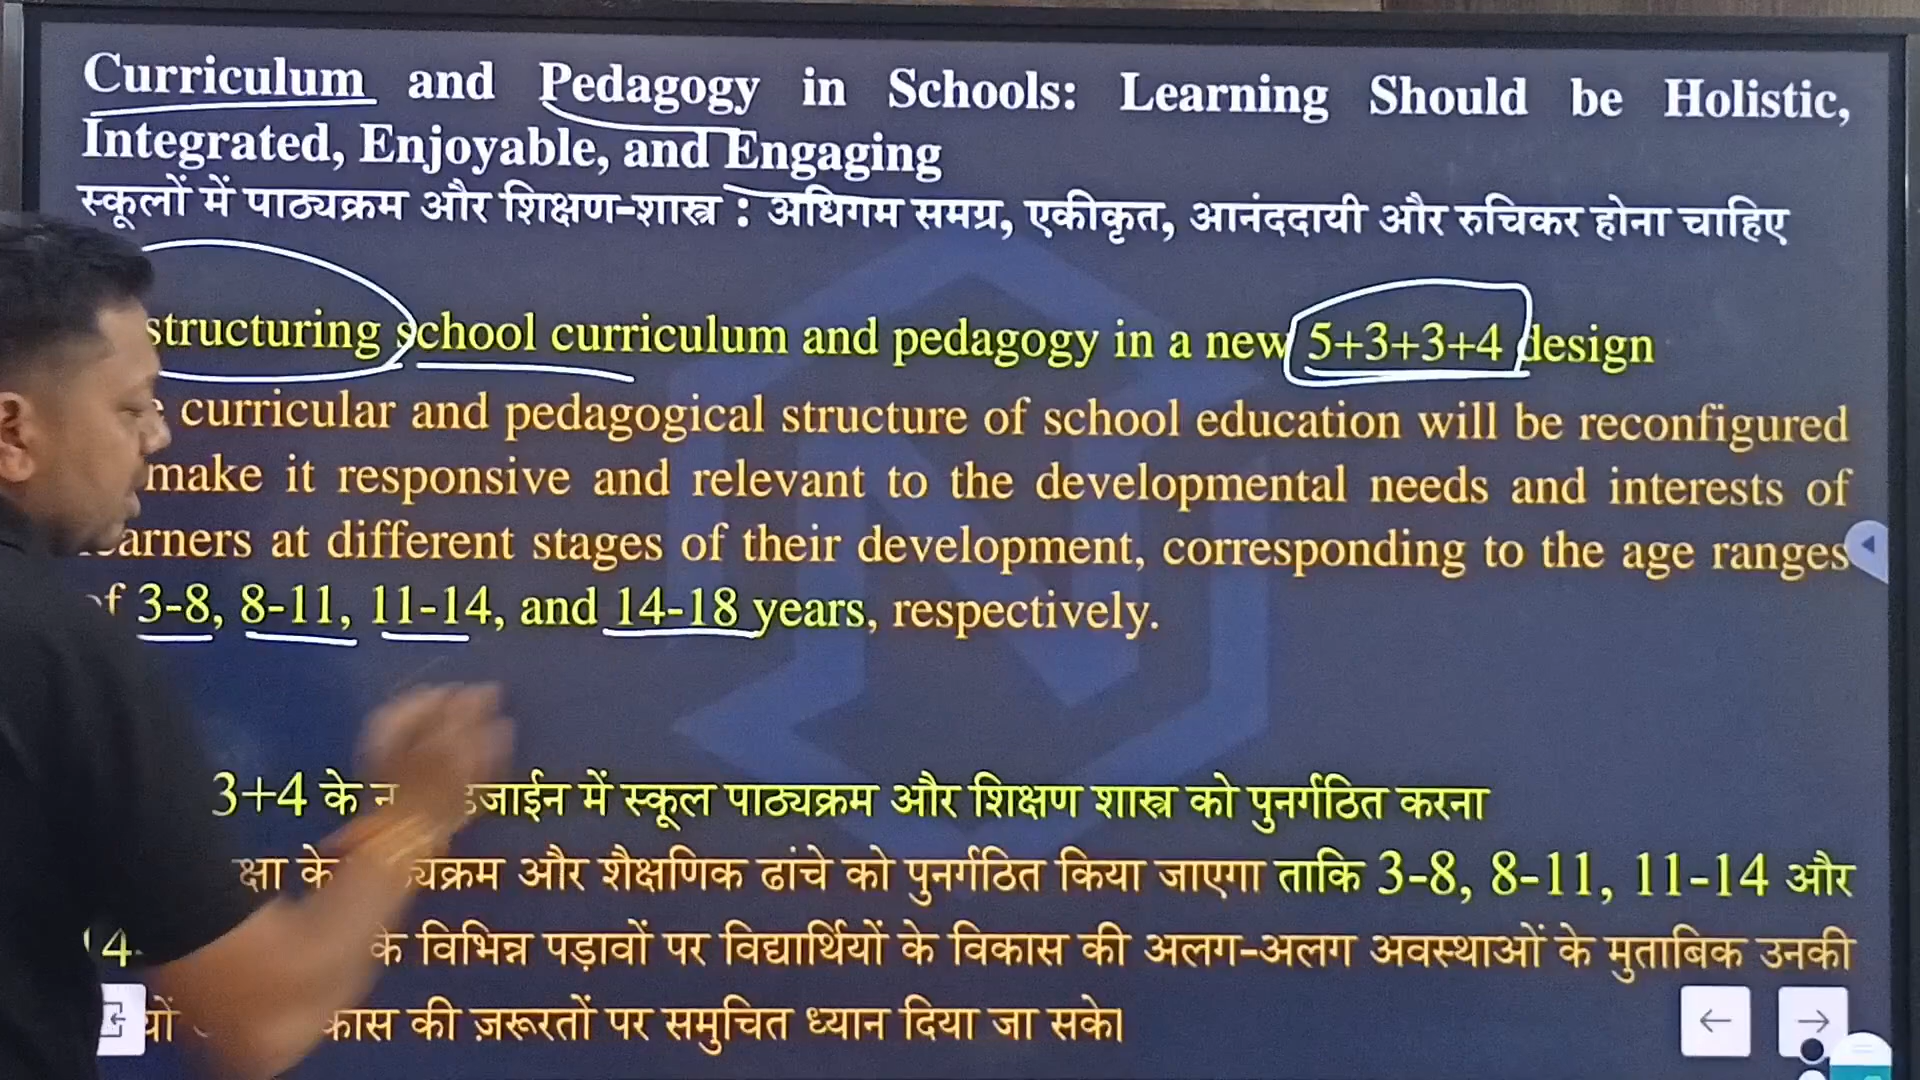 Curriculum and Pedagogy in Schools: Learning Should be Holistic,
Integrated, Enjoyable, and Engaging
स्कूलों में पाठ्यक्रम और शिक्षण-शास्त्र : अधिगम समग्र, एकीकृत, आनंददायी और रुचिकर होना चाहिए
structuring school curriculum and pedagogy in a new 5+3+3+4 design
curricular and pedagogical structure of school education will be reconfigured
make it responsive and relevant to the developmental needs and interests of
arners at different stages of their development, corresponding to the age ranges
f 3-8, 8-11, 11-14, and 14-18 years, respectively.
3+4 के जाईन में स्कूल पाठ्यक्रम और शिक्षण शास्त्र को पुनर्गठित करना
क्षा के यक्रम और शैक्षणिक ढांचे को पुनर्गठित किया जाएगा ताकि 3-8, 8-11, 11-14 और
के विभिन्न पड़ावों पर विद्यार्थियों के विकास की अलग-अलग अवस्थाओं के मुताबिक उनकी
कास की ज़रूरतों पर समुचित ध्यान दिया जा सके।